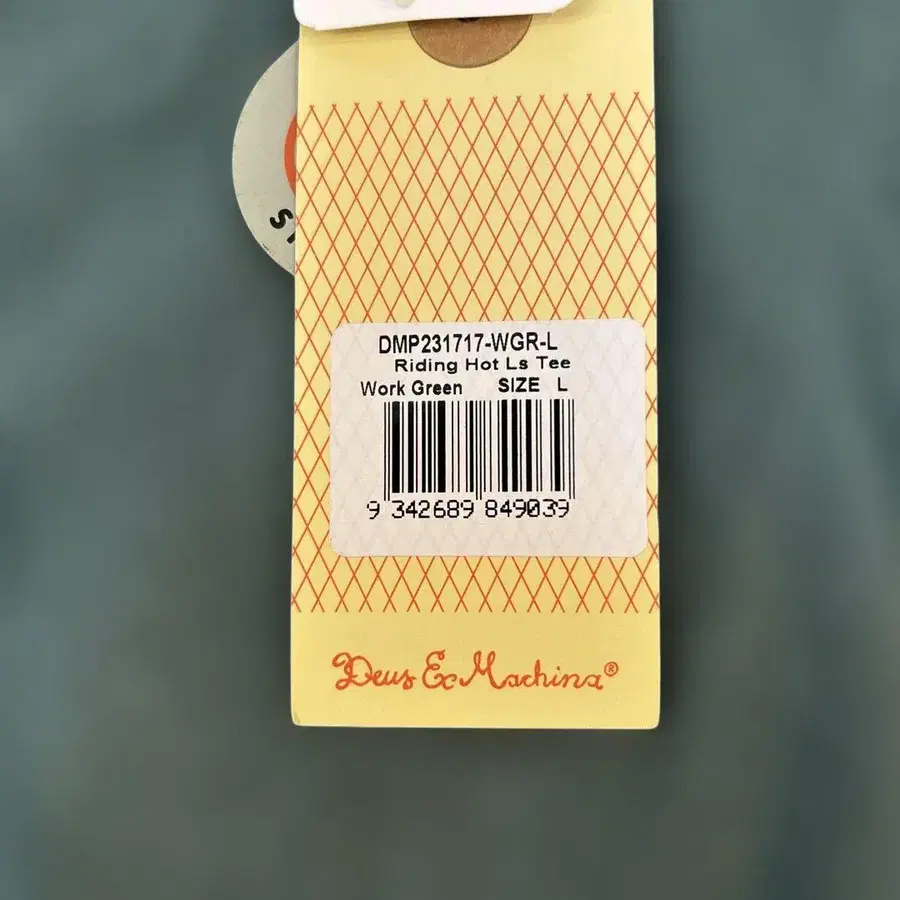 DMP231717-WGR-L
Riding Hot Ls Tee
Work Green SIZE L
9 342689 849039
Deus Ex Machina®